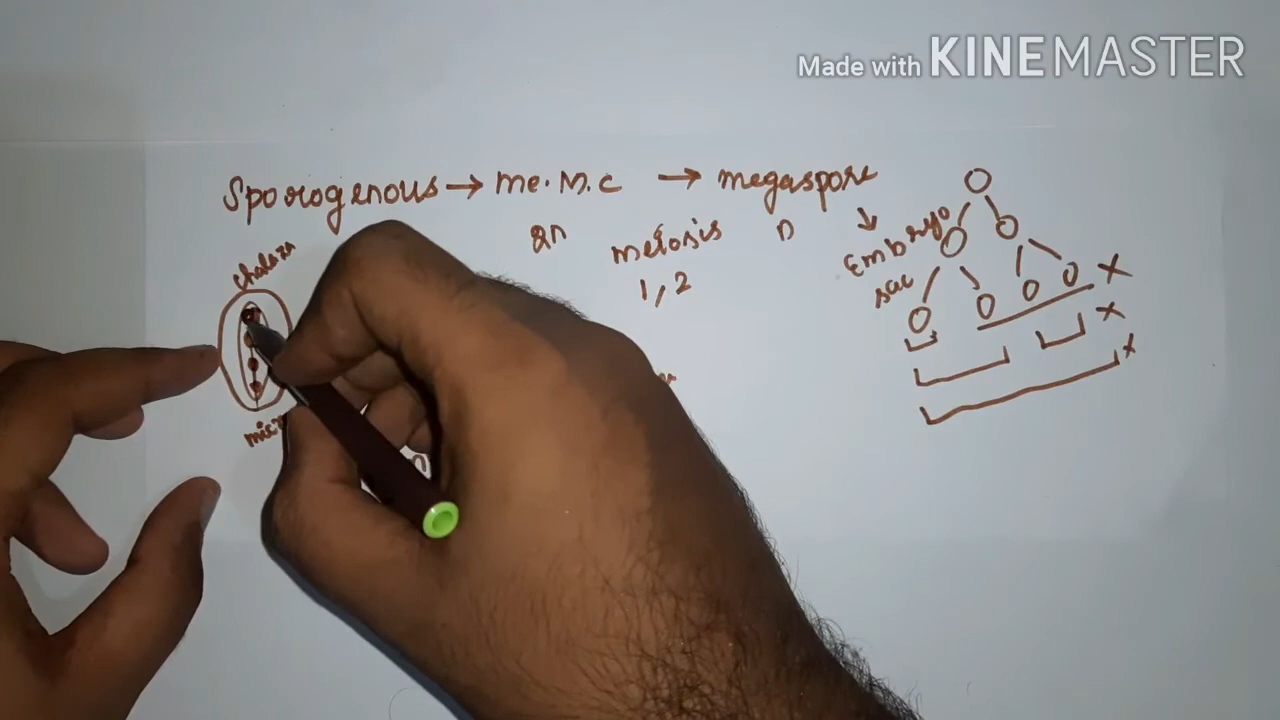 Made with KINEMASTER
Sporogenous → Me.M.C → megaspore
2n meiosis n
1,2
Embryo
sac
chalaza
X
X
X